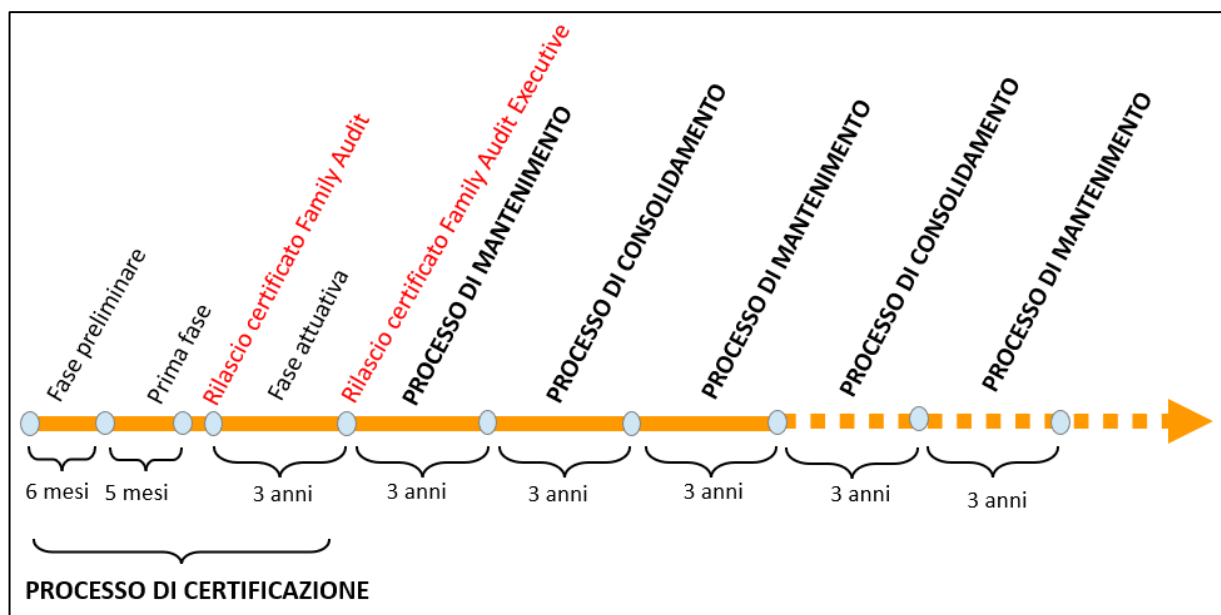 Fase preliminare
Prima fase
Rilascio certificato Family Audit
Fase attuativa
Rilascio certificato Family Audit Executive
PROCESSO DI MANTENIMENTO
PROCESSO DI CONSOLIDAMENTO
PROCESSO DI MANTENIMENTO
PROCESSO DI CONSOLIDAMENTO
PROCESSO DI MANTENIMENTO
6 mesi
5 mesi
3 anni
3 anni
3 anni
3 anni
3 anni
3 anni
PROCESSO DI CERTIFICAZIONE